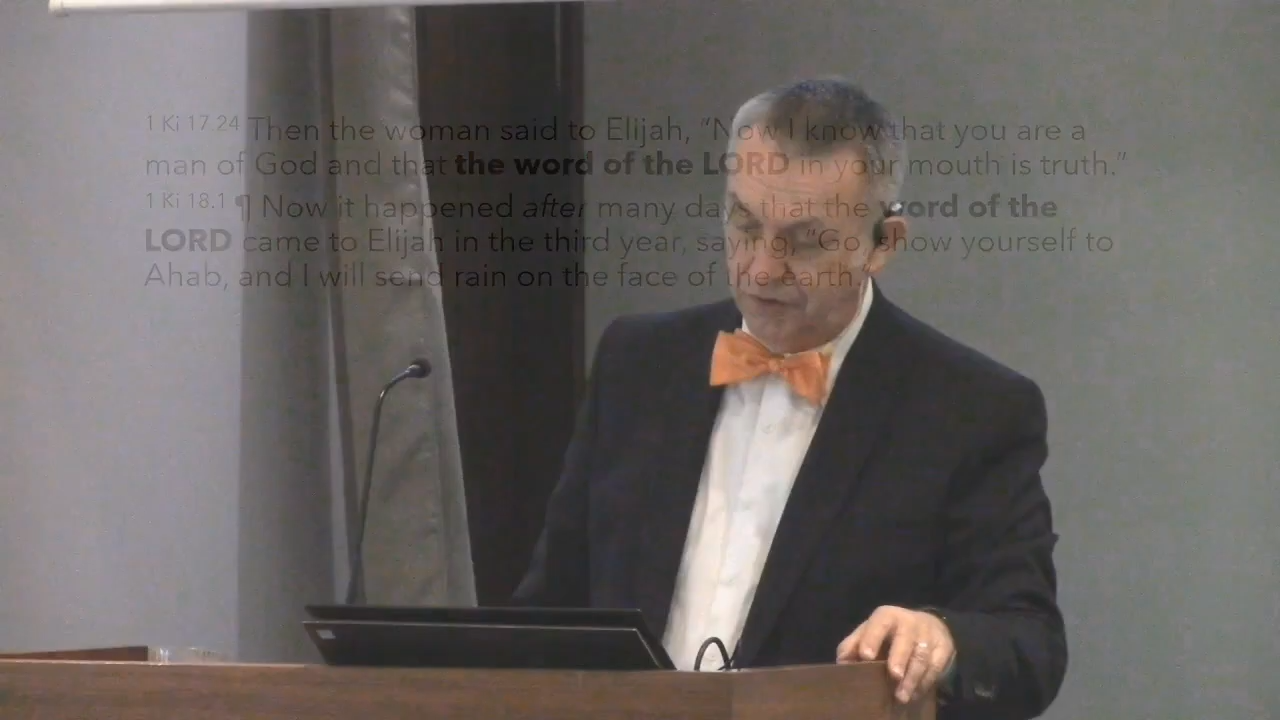 1 Ki 17.24 Then the woman said to Elijah, “Now I know that you are a
man of God and that the word of the LORD in your mouth is truth.”
1 Ki 18.1 ¶ Now it happened after many days that the word of the
LORD came to Elijah in the third year, saying, “Go show yourself to
Ahab, and I will send rain on the face of the earth.”